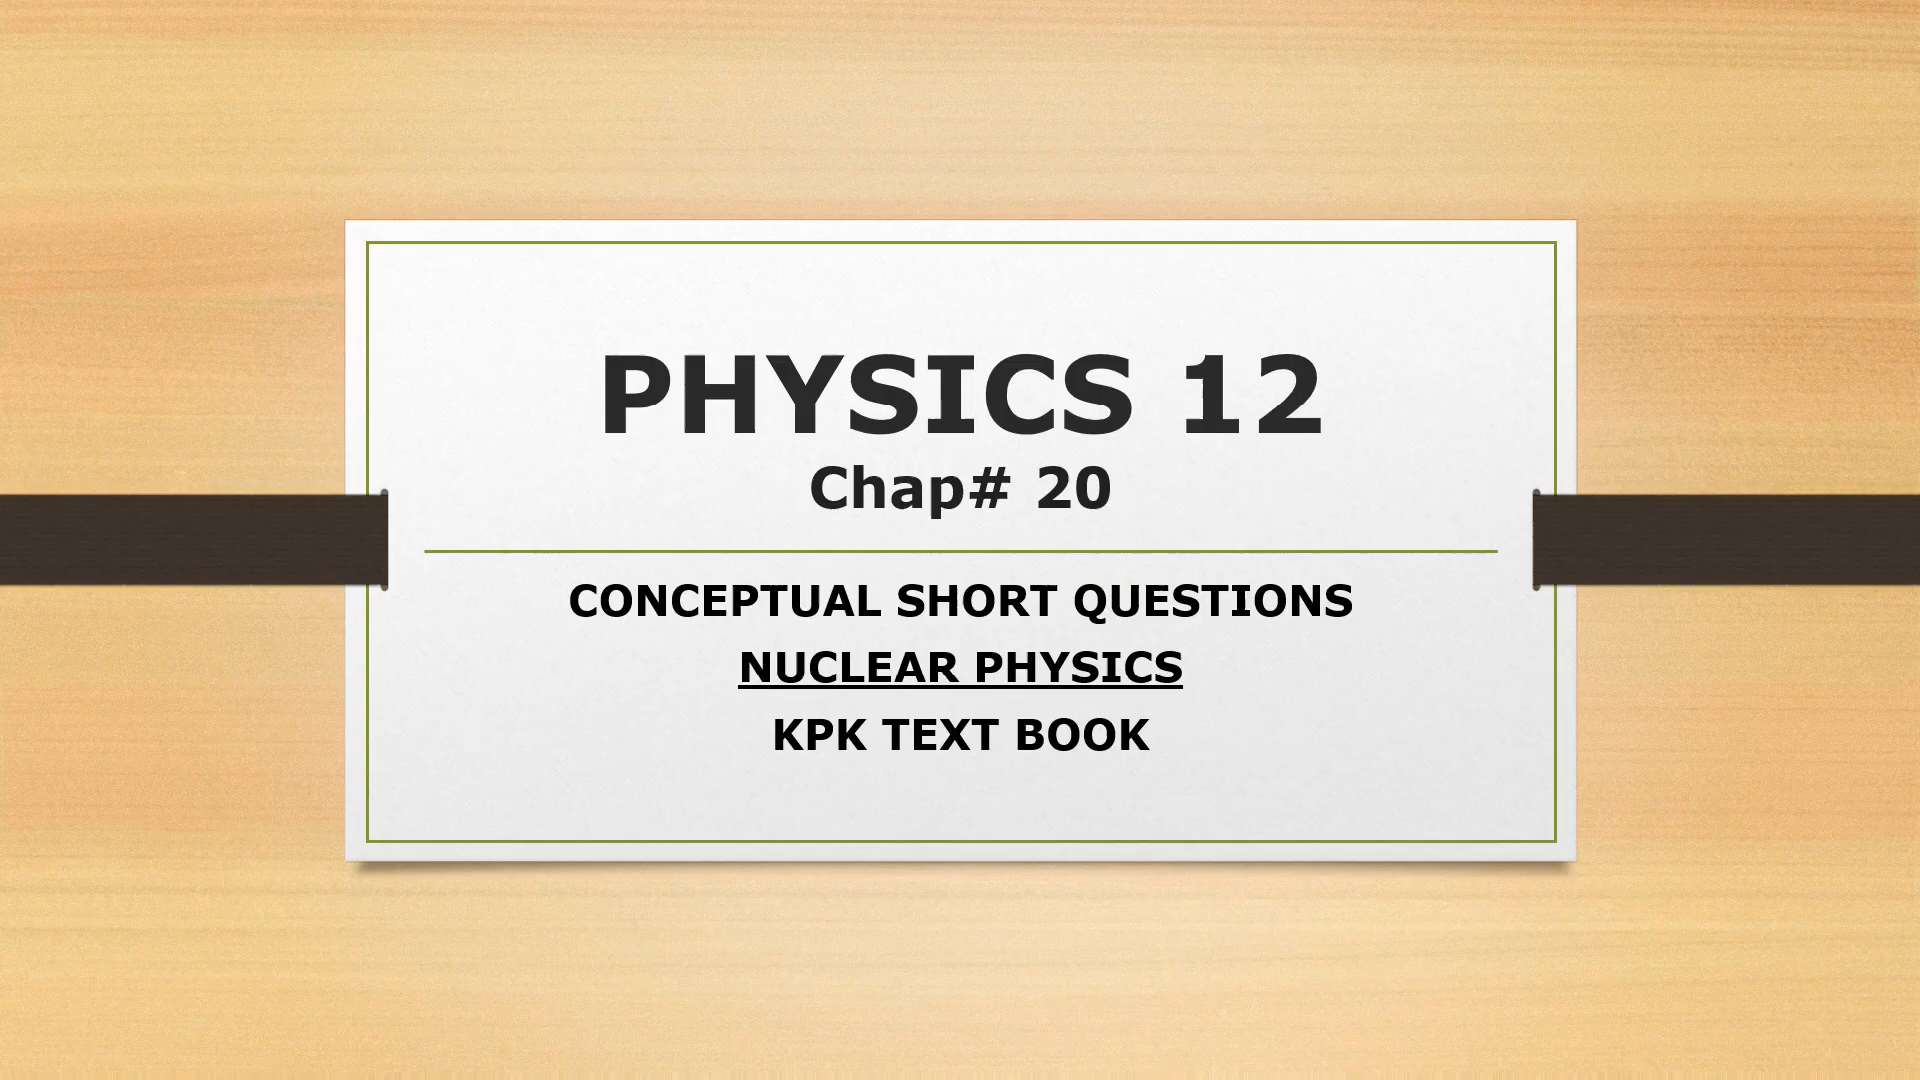 PHYSICS 12
Chap# 20
CONCEPTUAL SHORT QUESTIONS
NUCLEAR PHYSICS
KPK TEXT BOOK